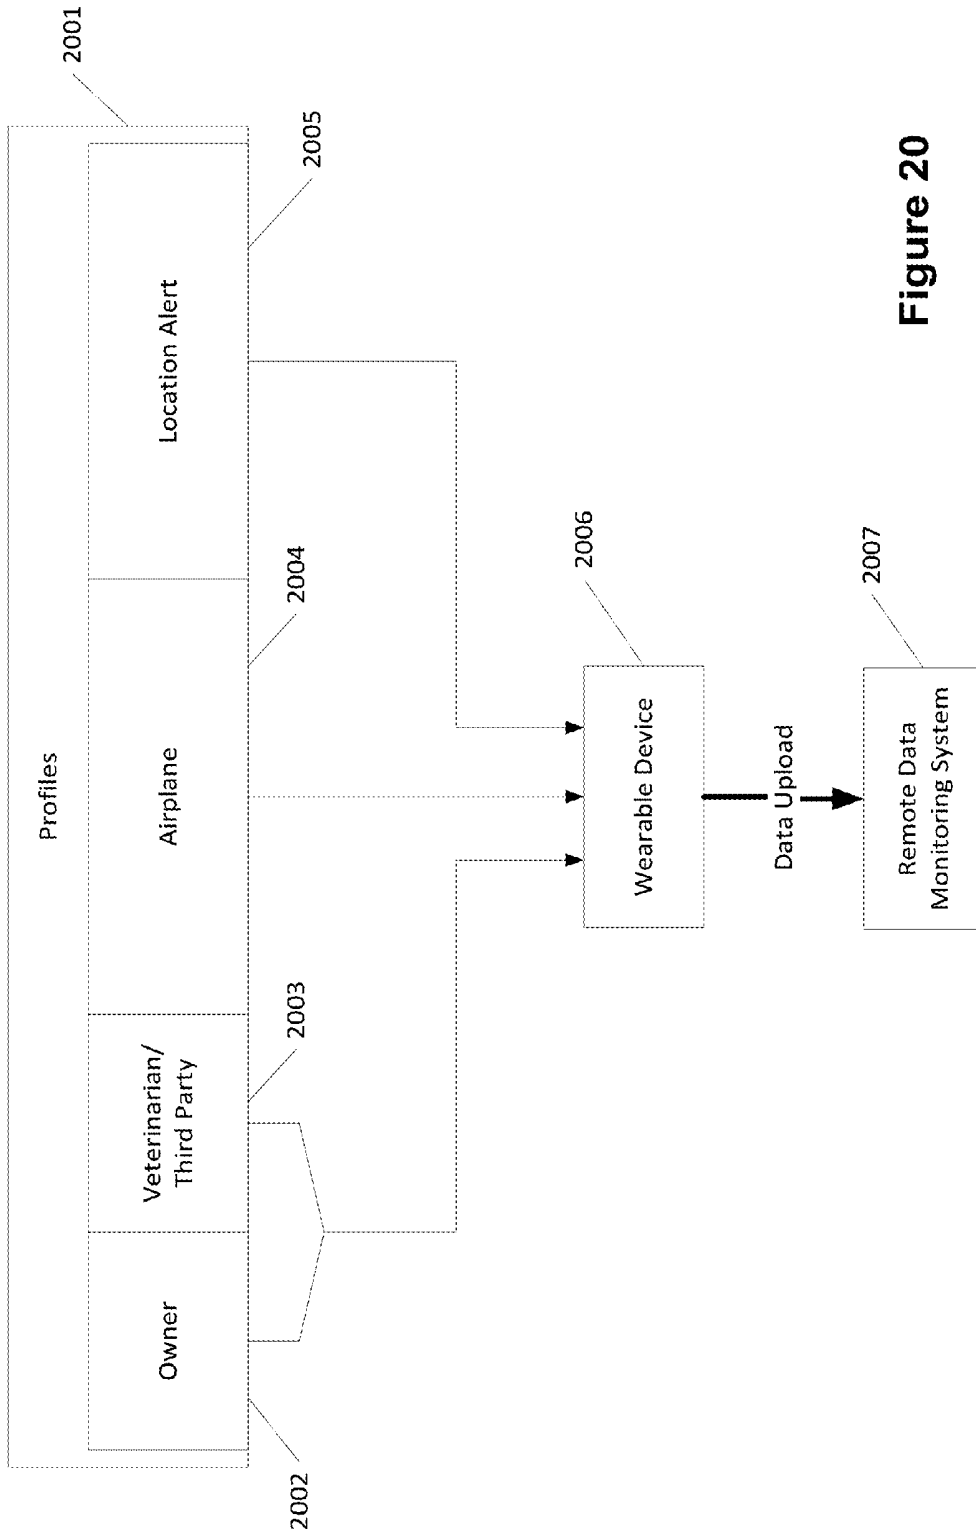 2001
Profiles
Owner
Veterinarian/
Third Party
Airplane
Location Alert
2002
2003
2004
2005
Wearable Device
2006
Data Upload
Remote Data
Monitoring System
2007
Figure 20